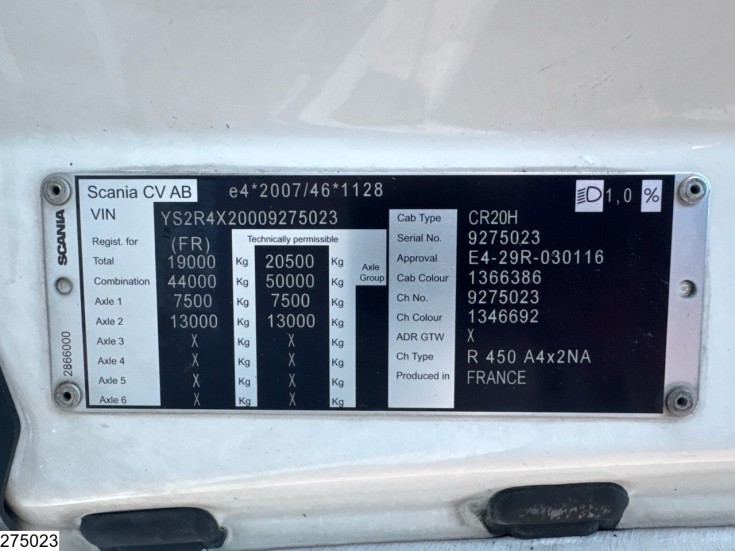 Scania CV AB e4*2007/46*1128 1,0 %
VIN YS2R4X20009275023
Regist. for (FR) Technically permissible
Total 19000 Kg 20500 Kg Axle Group
Combination 44000 Kg 50000 Kg
Axle 1 7500 Kg 7500 Kg
Axle 2 13000 Kg 13000 Kg
Axle 3 X Kg X Kg
Axle 4 X Kg X Kg
Axle 5 X Kg X Kg
Axle 6 X Kg X Kg
Cab Type CR20H
Serial No. 9275023
Approval E4-29R-030116
Cab Colour 1366386
Ch No. 9275023
Ch Colour 1346692
ADR GTW X
Ch Type R 450 A4x2NA
Produced in FRANCE
SCANIA
2866000
275023